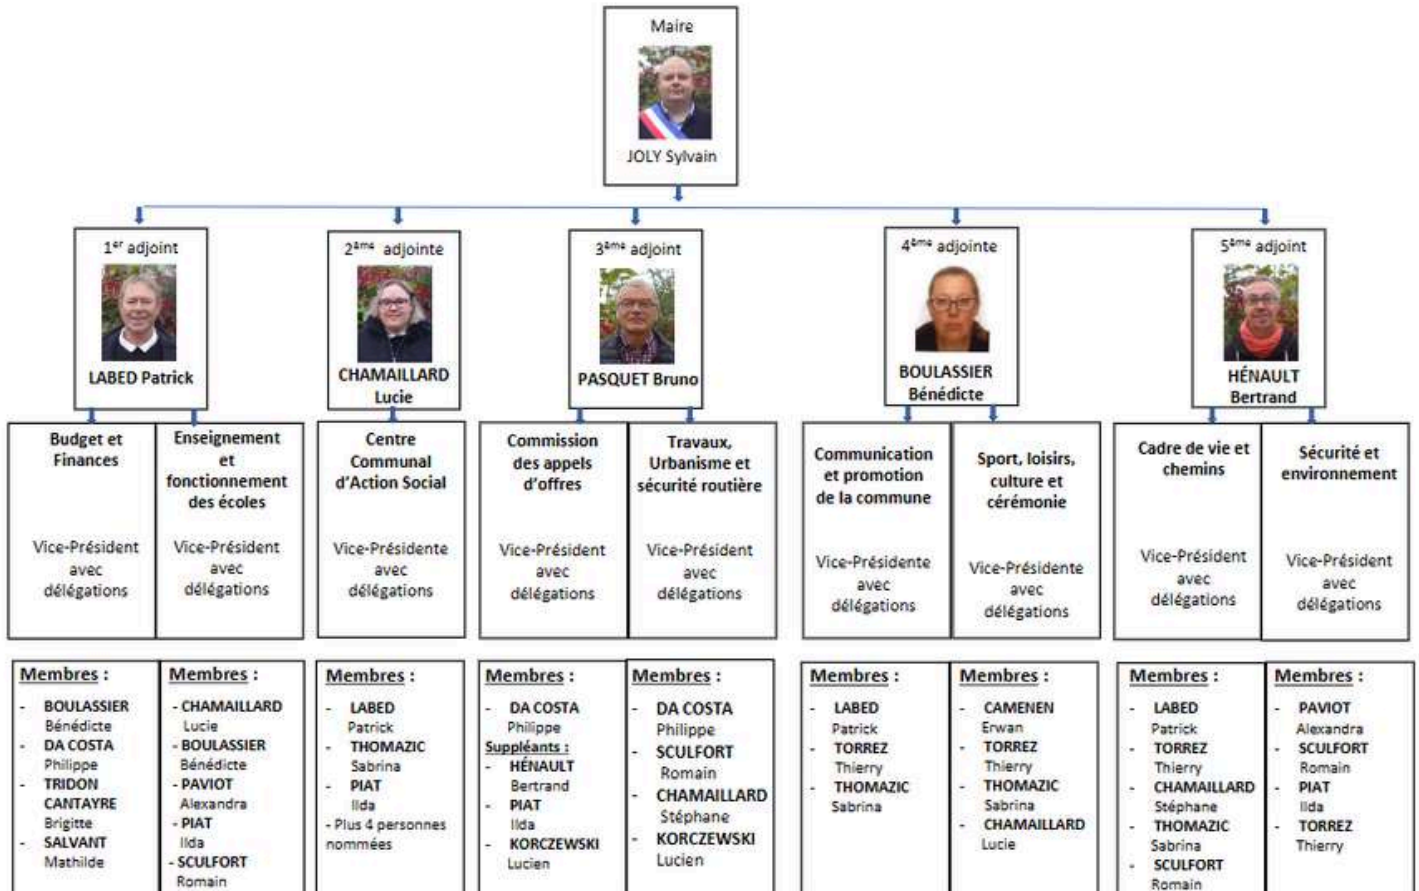 Maire
JOLY Sylvain
1er adjoint
LABED Patrick
2ème adjointe
CHAMAILLARD
Lucie
3ème adjoint
PASQUET Bruno
4ème adjointe
BOULASSIER
Bénédicte
5ème adjoint
HÉNAULT
Bertrand
Budget et
Finances
Vice-Président
avec
délégations
Enseignement
et
fonctionnement
des écoles
Vice-Président
avec
délégations
Centre
Communal
d'Action Social
Vice-Présidente
avec
délégations
Commission
des appels
d'offres
Vice-Président
avec
délégations
Travaux,
Urbanisme et
sécurité routière
Vice-Président
avec
délégations
Communication
et promotion
de la commune
Vice-Présidente
avec
délégations
Sport, loisirs,
culture et
cérémonie
Vice-Présidente
avec
délégations
Cadre de vie et
chemins
Vice-Président
avec
délégations
Sécurité et
environnement
Vice-Président
avec
délégations
Membres :
- BOULASSIER
Bénédicte
- DA COSTA
Philippe
- TRIDON
CANTAYRE
Brigitte
- SALVANT
Mathilde
Membres :
- CHAMAILLARD
Lucie
- BOULASSIER
Bénédicte
- PAVIOT
Alexandra
- PIAT
Ilda
- SCULFORT
Romain
Membres :
- LABED
Patrick
- THOMAZIC
Sabrina
- PIAT
Ilda
- Plus 4 personnes
nommées
Membres :
- DA COSTA
Philippe
Suppléants :
- HÉNAULT
Bertrand
- PIAT
Ilda
- KORCZEWSKI
Lucien
Membres :
- DA COSTA
Philippe
- SCULFORT
Romain
- CHAMAILLARD
Stéphane
- KORCZEWSKI
Lucien
Membres :
- LABED
Patrick
- TORREZ
Thierry
- THOMAZIC
Sabrina
Membres :
- CAMENEN
Erwan
- TORREZ
Thierry
- THOMAZIC
Sabrina
- CHAMAILLARD
Lucie
Membres :
- LABED
Patrick
- TORREZ
Thierry
- CHAMAILLARD
Stéphane
- THOMAZIC
Sabrina
- SCULFORT
Romain
Membres :
- PAVIOT
Alexandra
- SCULFORT
Romain
- PIAT
Ilda
- TORREZ
Thierry